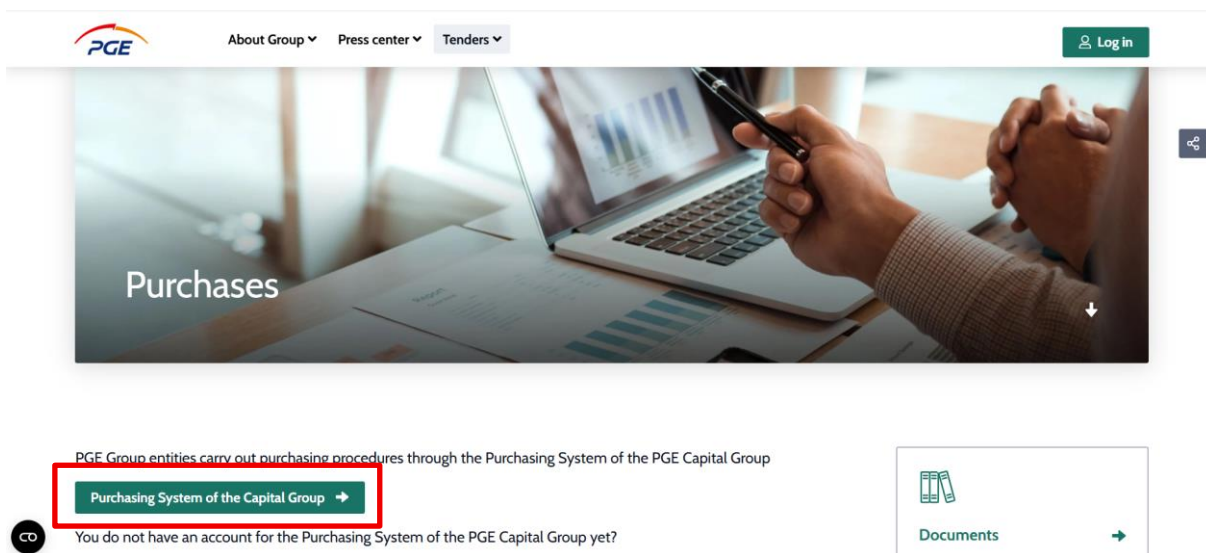 PGE
About Group
Press center
Tenders
Log in
Report
Purchases
PGE Group entities carry out purchasing procedures through the Purchasing System of the PGE Capital Group
Purchasing System of the Capital Group
You do not have an account for the Purchasing System of the PGE Capital Group yet?
Documents